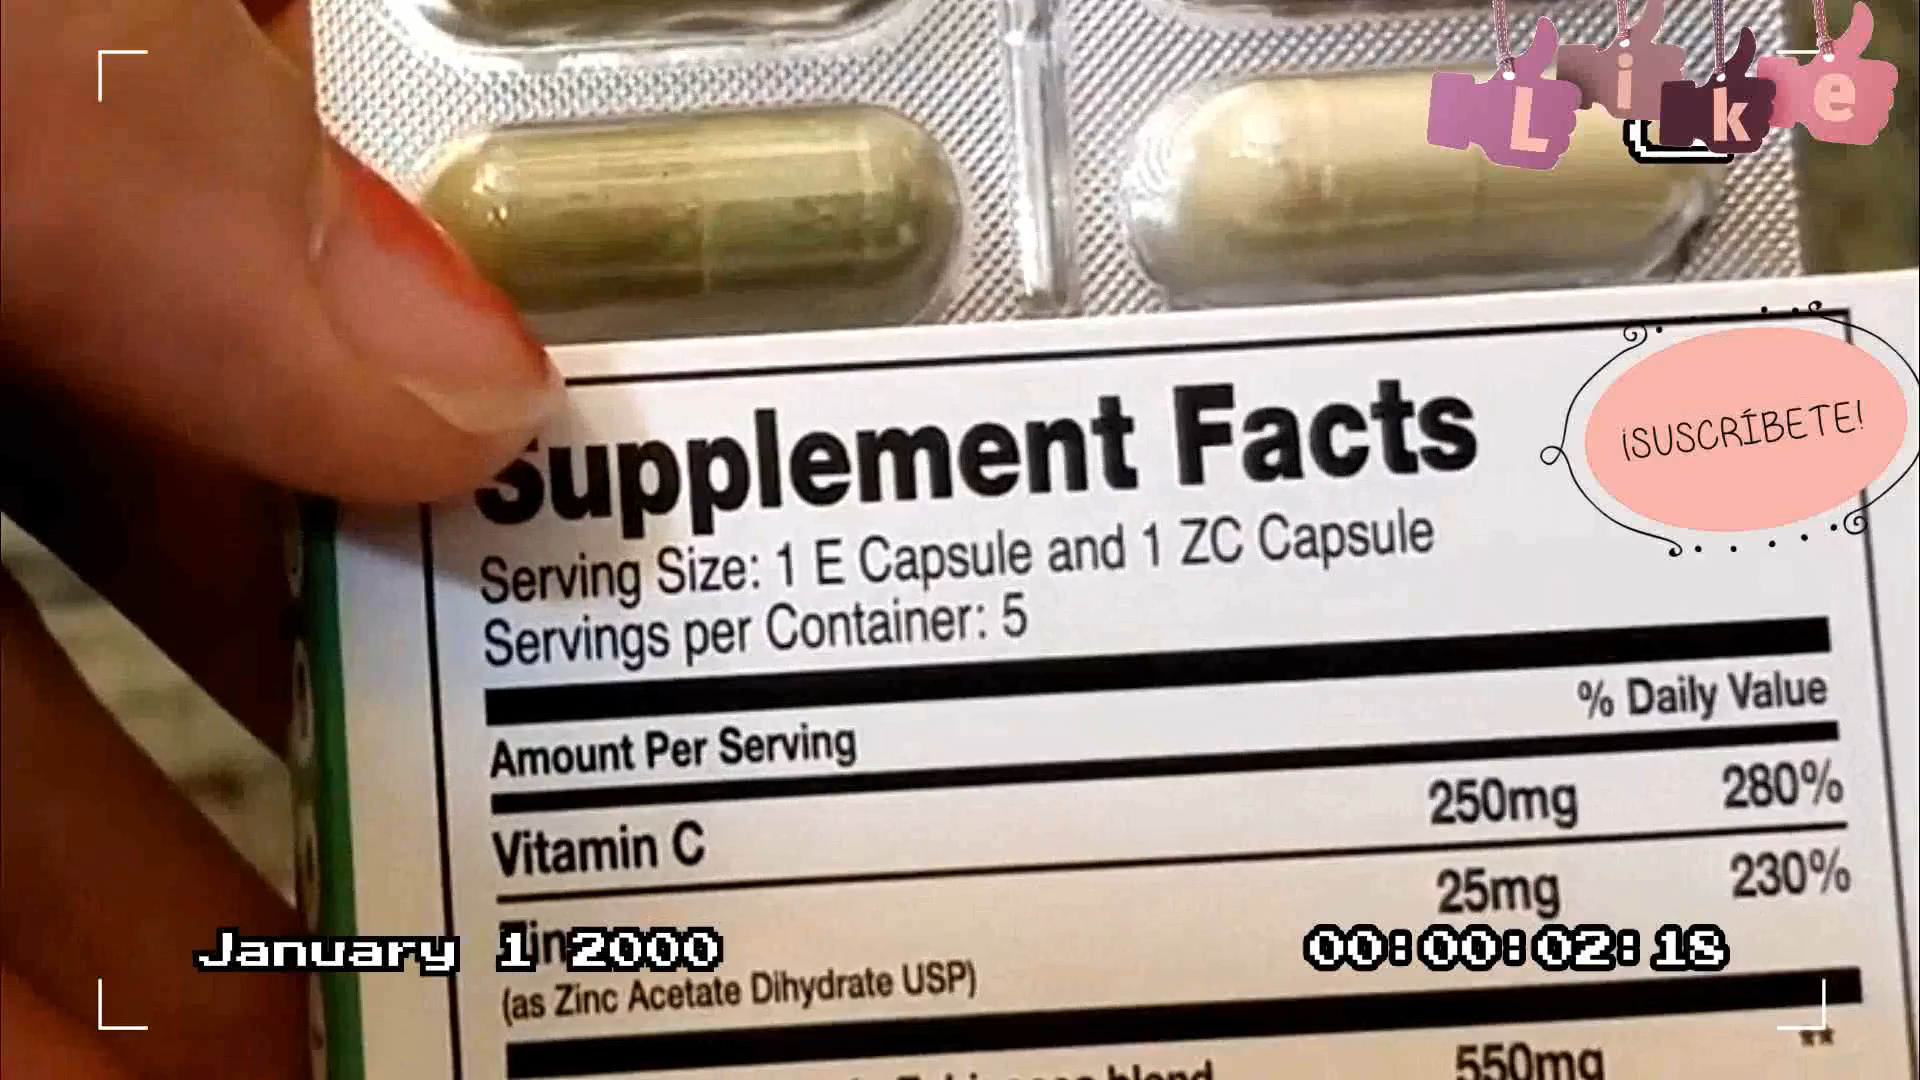 Like
Supplement Facts
¡SUSCRÍBETE!
Serving Size: 1 E Capsule and 1 ZC Capsule
Servings per Container: 5
% Daily Value
Amount Per Serving
Vitamin C 250mg 280%
25mg 230%
January 1 2000 00:00:02:18
(as Zinc Acetate Dihydrate USP)
**
blend 550mg